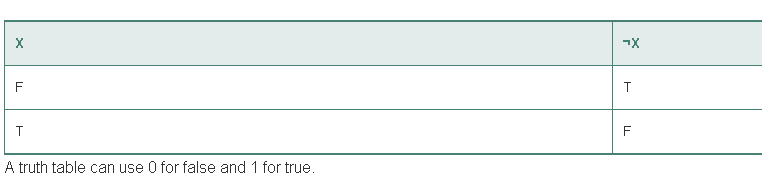 X ¬X
F T
T F
A truth table can use 0 for false and 1 for true.